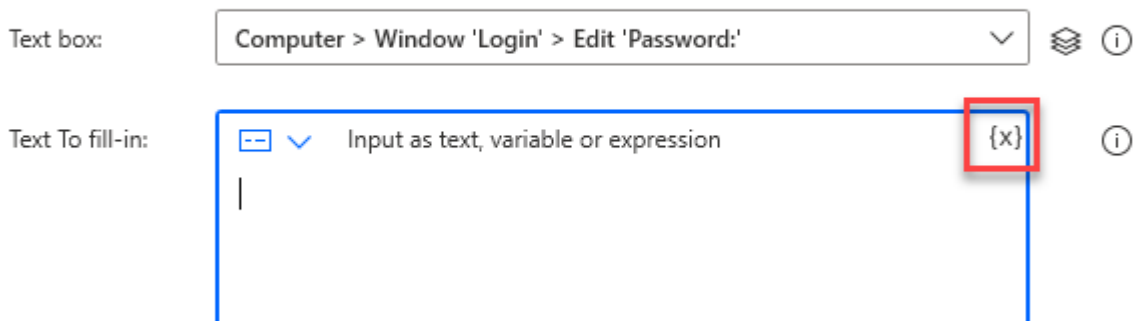 Text box:
Computer > Window 'Login' > Edit 'Password:'
Text To fill-in:
Input as text, variable or expression
{x}